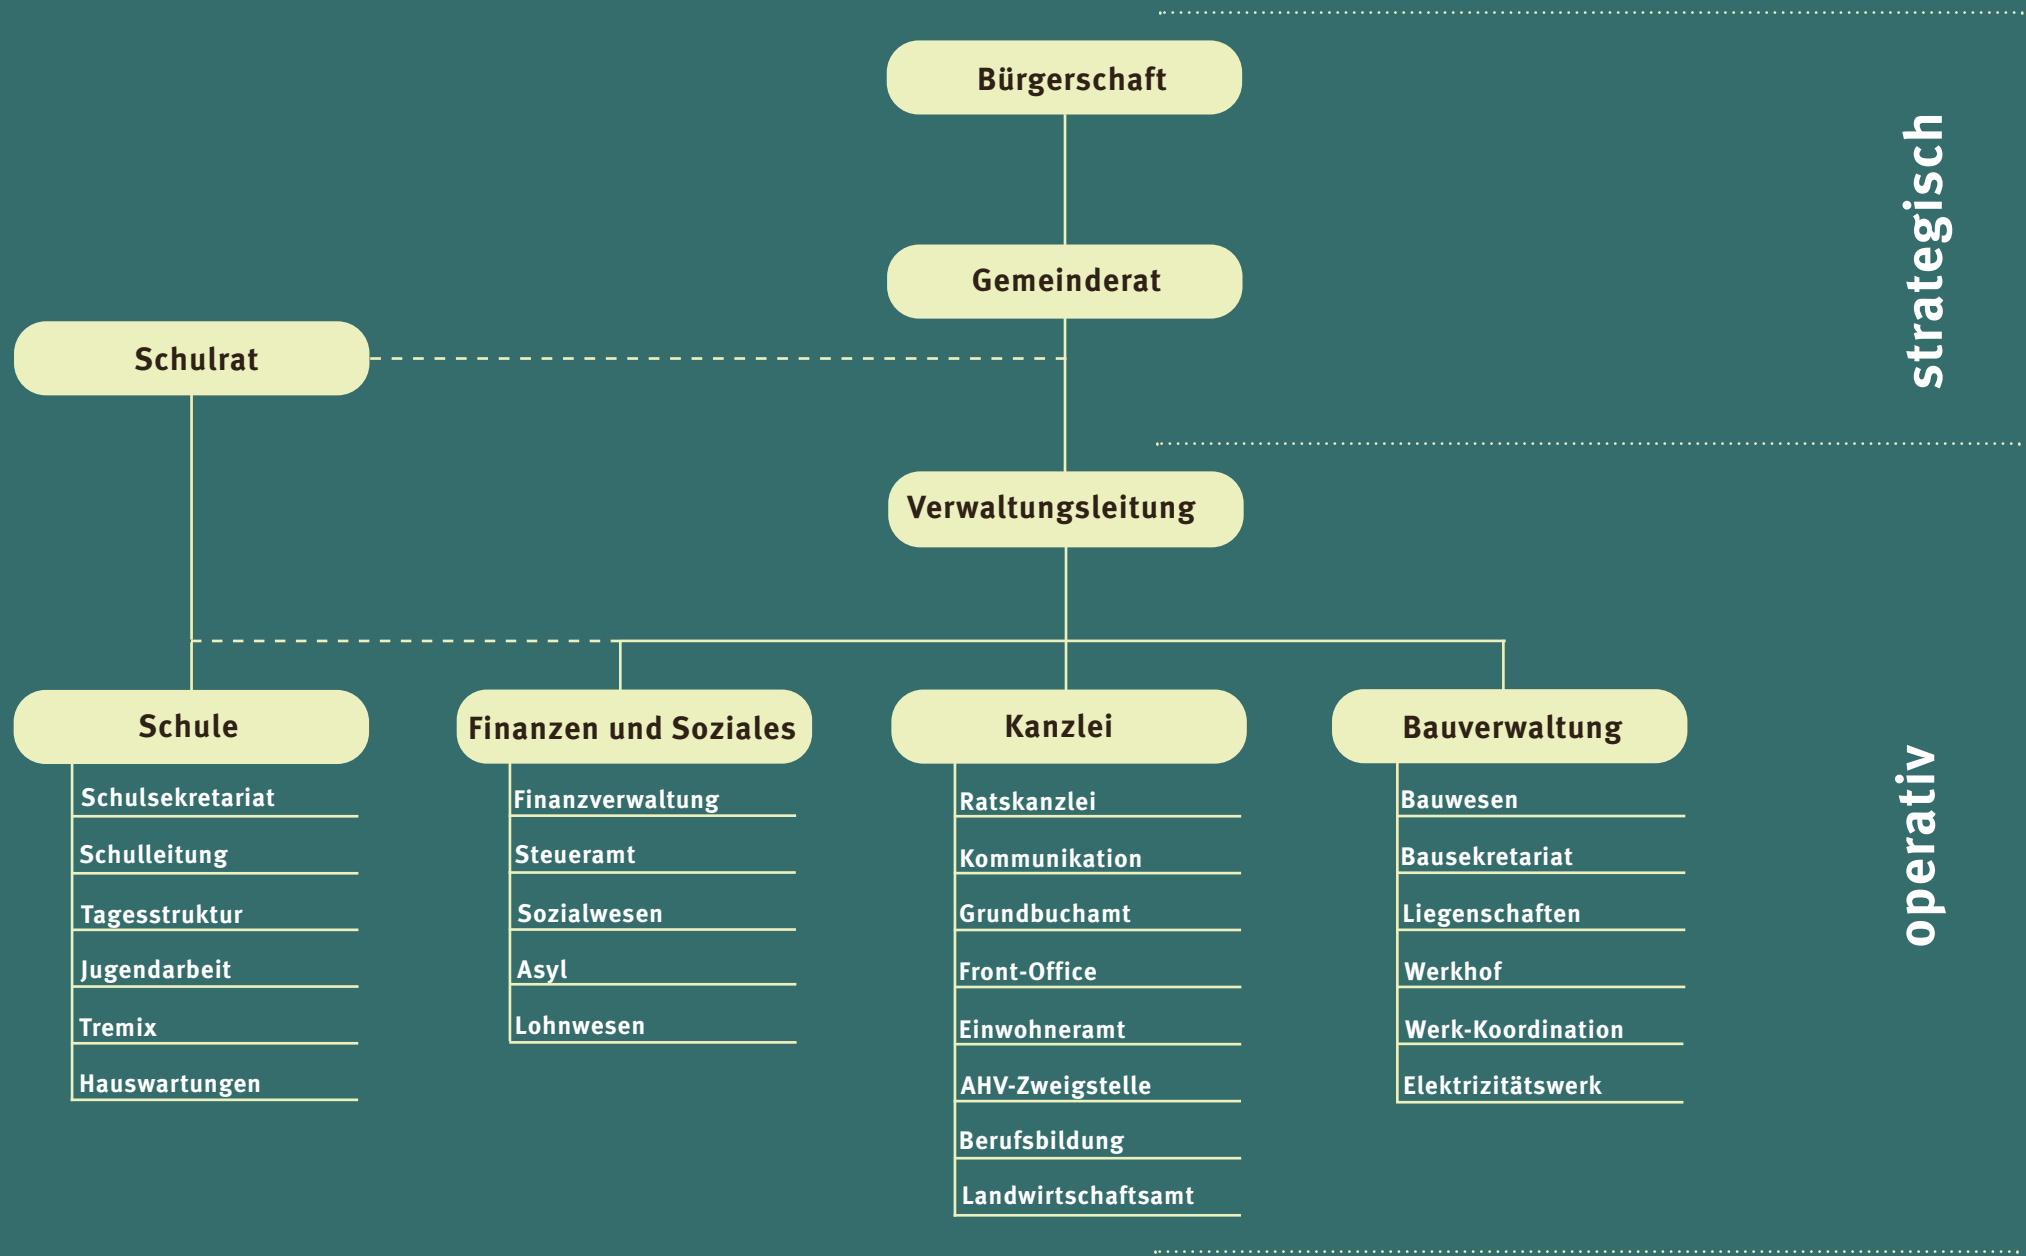 Bürgerschaft
strategisch
Gemeinderat
Schulrat
Verwaltungsleitung
operativ
Schule
Schulsekretariat
Schulleitung
Tagesstruktur
Jugendarbeit
Tremix
Hauswartungen
Finanzen und Soziales
Finanzverwaltung
Steueramt
Sozialwesen
Asyl
Lohnwesen
Kanzlei
Ratskanzlei
Kommunikation
Grundbuchamt
Front-Office
Einwohneramt
AHV-Zweigstelle
Berufsbildung
Landwirtschaftsamt
Bauverwaltung
Bauwesen
Bausekretariat
Liegenschaften
Werkhof
Werk-Koordination
Elektrizitätswerk